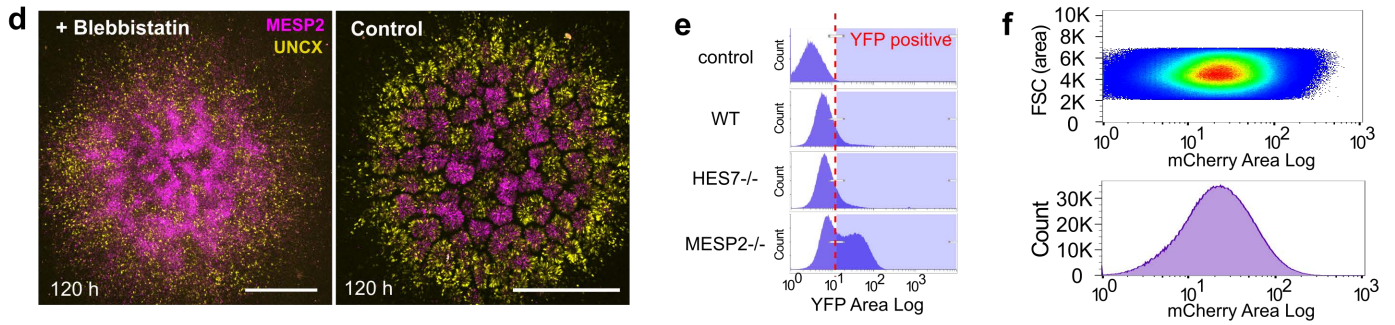 d
+ Blebbistatin
MESP2
UNCX
120 h
Control
120 h
e
YFP positive
control
Count
WT
Count
HES7-/-
Count
MESP2-/-
Count
10⁰ 10¹ 10² 10³
YFP Area Log
f
10K
8K
6K
4K
2K
0
FSC (area)
10⁰ 10¹ 10² 10³
mCherry Area Log
30K
20K
10K
0
Count
10⁰ 10¹ 10² 10³
mCherry Area Log